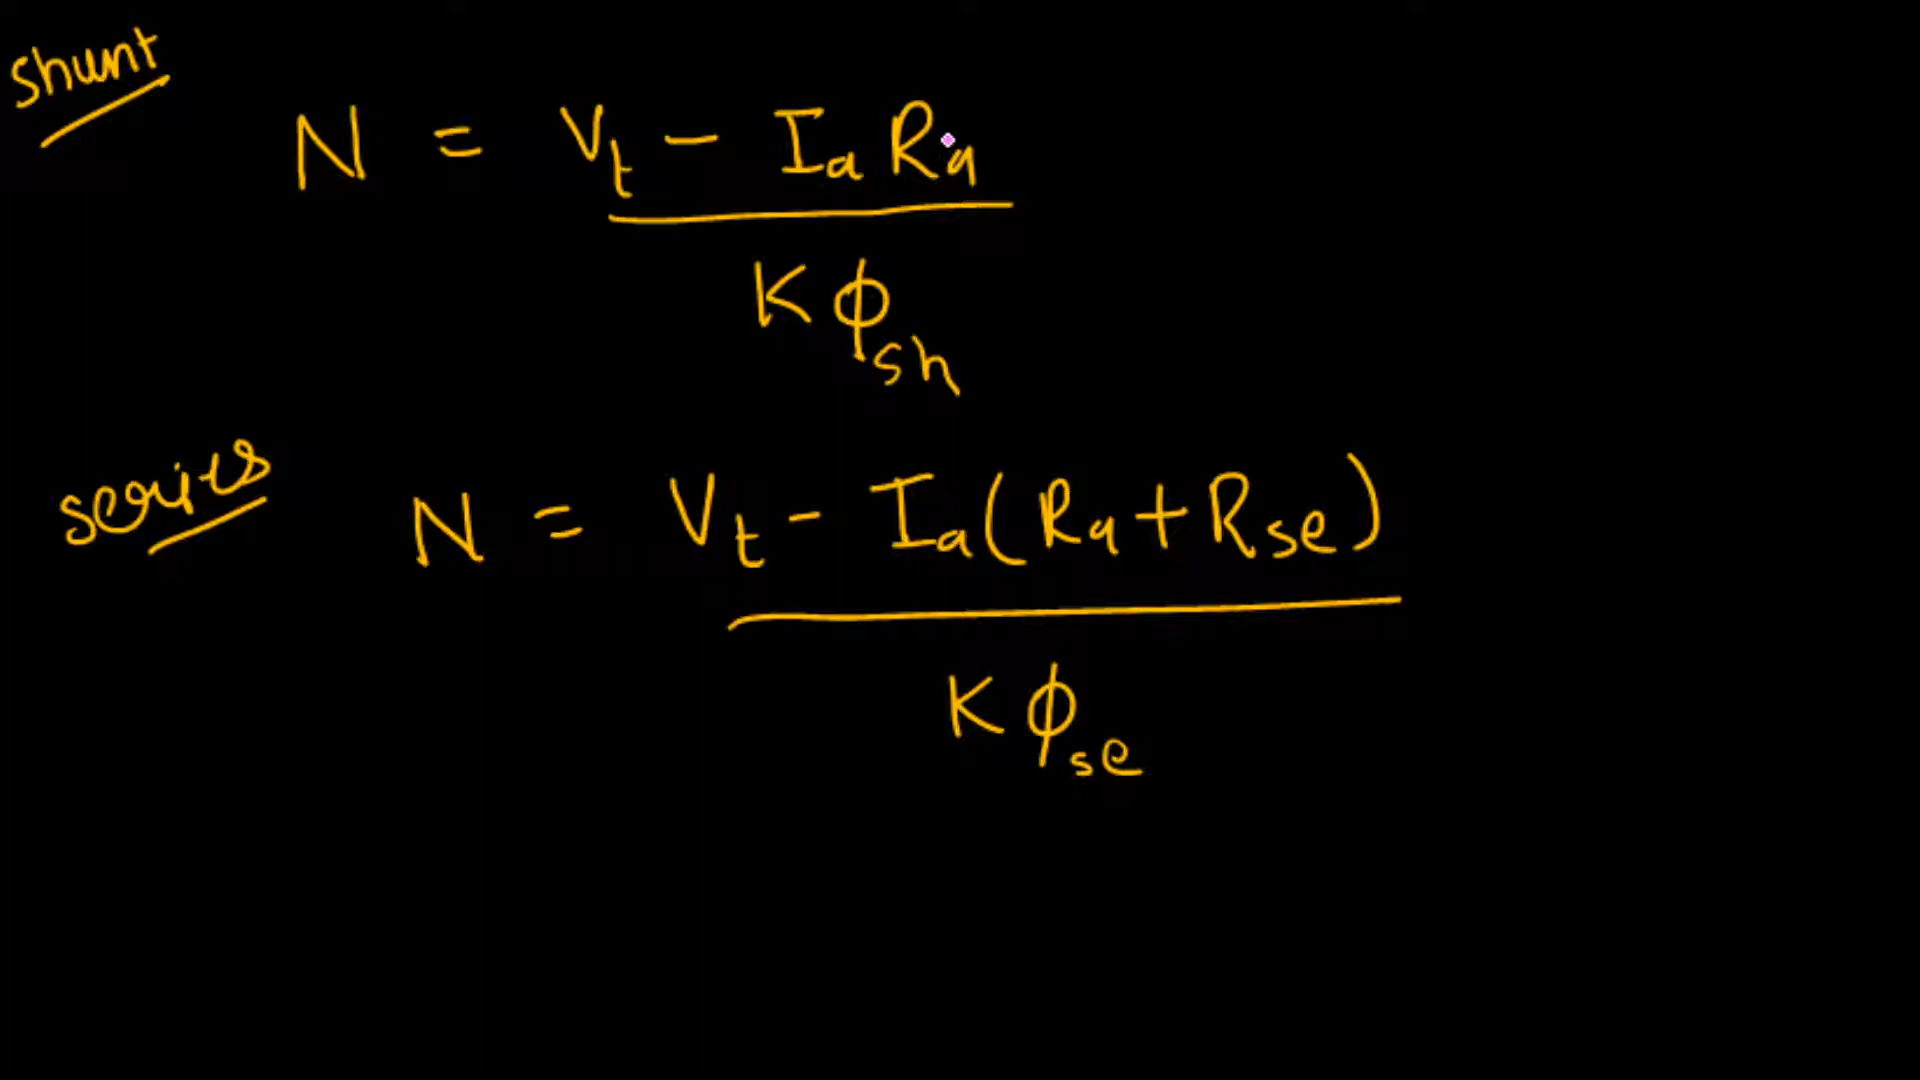 Shunt
N = Vt - Ia Ra
Kϕsh
series
N = Vt - Ia(Ra + Rse)
Kϕse